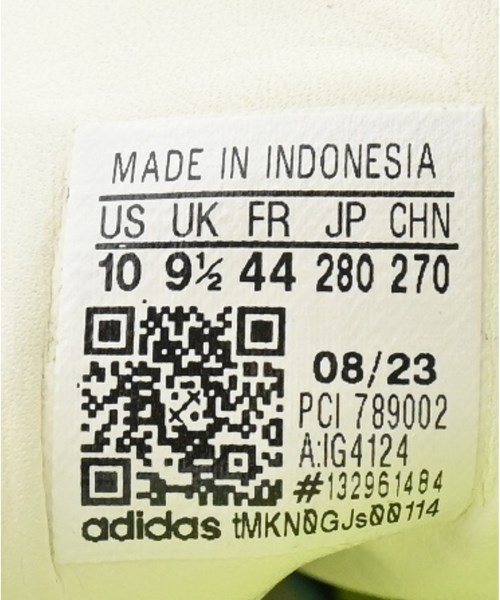 MADE IN INDONESIA
US UK FR JP CHN
10 9½ 44 280 270
08/23
PCI 789002
A:IG4124
#132961484
adidas tMKN0GJs00114